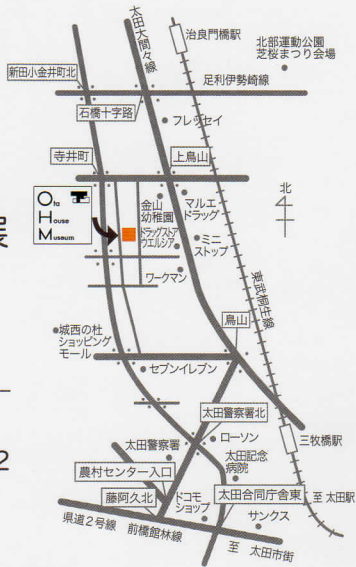 治良門橋駅
北部運動公園
芝桜まつり会場
太田大間々線
新田小金井町北
足利伊勢崎線
石橋十字路
フレッセイ
寺井町
上鳥山
北
Ota
House
Museum
金山
幼稚園
マルエ
ドラッグ
ドラッグストア
ウエルシア
ミニ
ストップ
ワークマン
東武桐生線
鳥山
城西の杜
ショッピング
モール
セブンイレブン
太田警察署北
太田警察署
ローソン
三枚橋駅
太田記念
病院
農村センター入口
藤阿久北
ドコモ
ショップ
太田合同庁舎東
至 太田駅
サンクス
県道2号線 前橋館林線
至 太田市街
2